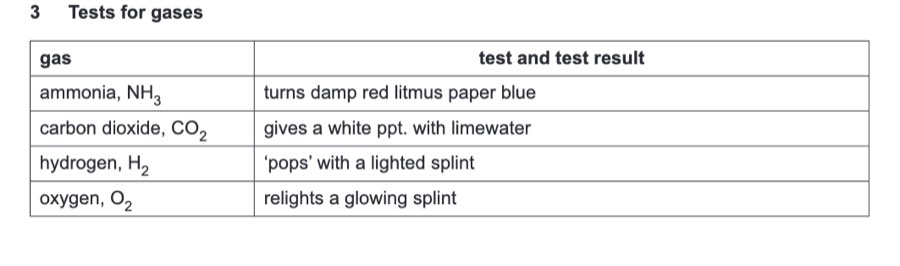 3 Tests for gases
gas test and test result
ammonia, NH₃ turns damp red litmus paper blue
carbon dioxide, CO₂ gives a white ppt. with limewater
hydrogen, H₂ ‘pops’ with a lighted splint
oxygen, O₂ relights a glowing splint